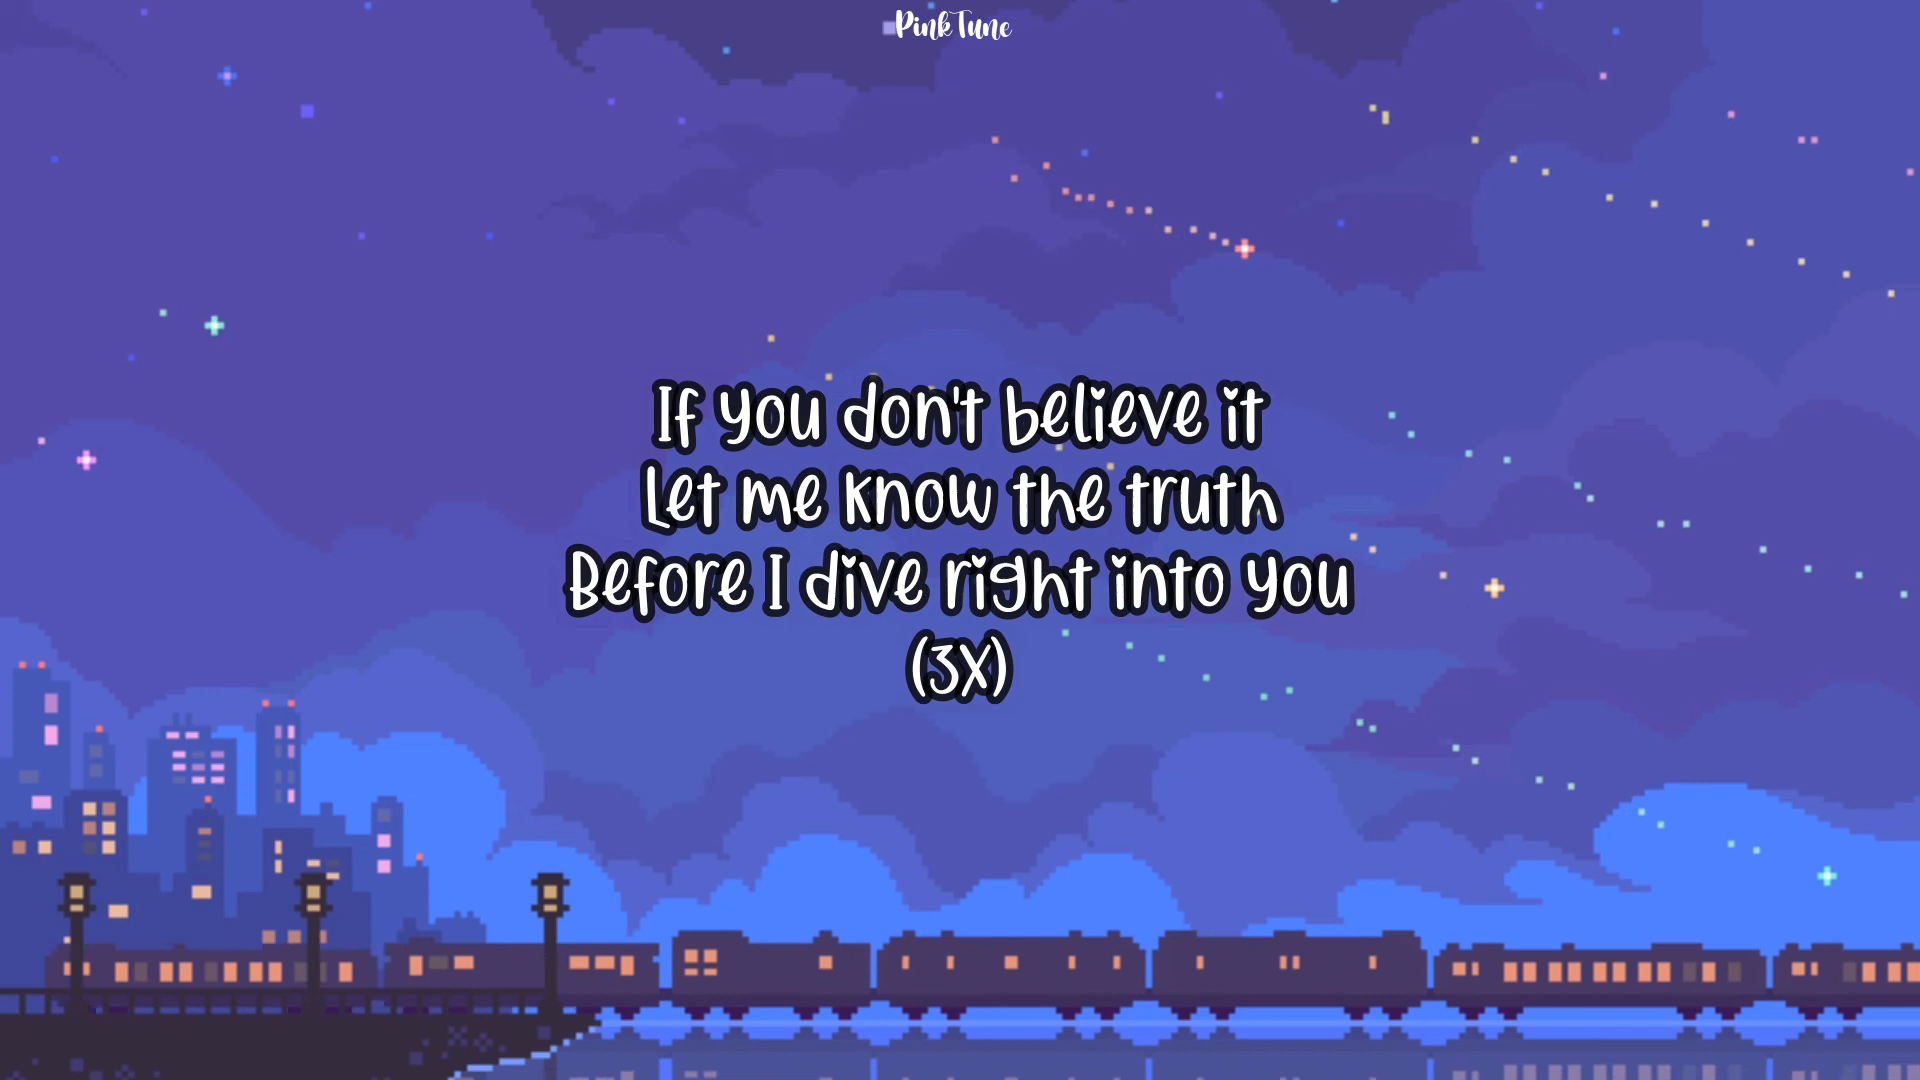 PinkTune
If you don't believe it
Let me know the truth
Before I dive right into you
(3X)